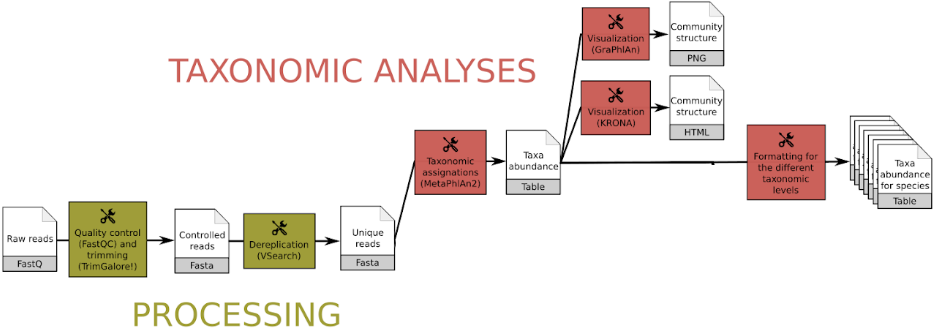 TAXONOMIC ANALYSES
Visualization
(GraPhlAn)
Community
structure
PNG
Visualization
(KRONA)
Community
structure
HTML
Taxonomic
assignations
(MetaPhlAn2)
Taxa
abundance
Table
Formatting for
the different
taxonomic
levels
Taxa
abundance
for species
Table
Raw reads
FastQ
Quality control
(FastQC) and
trimming
(TrimGalore!)
Controlled
reads
Fasta
Dereplication
(VSearch)
Unique
reads
Fasta
PROCESSING